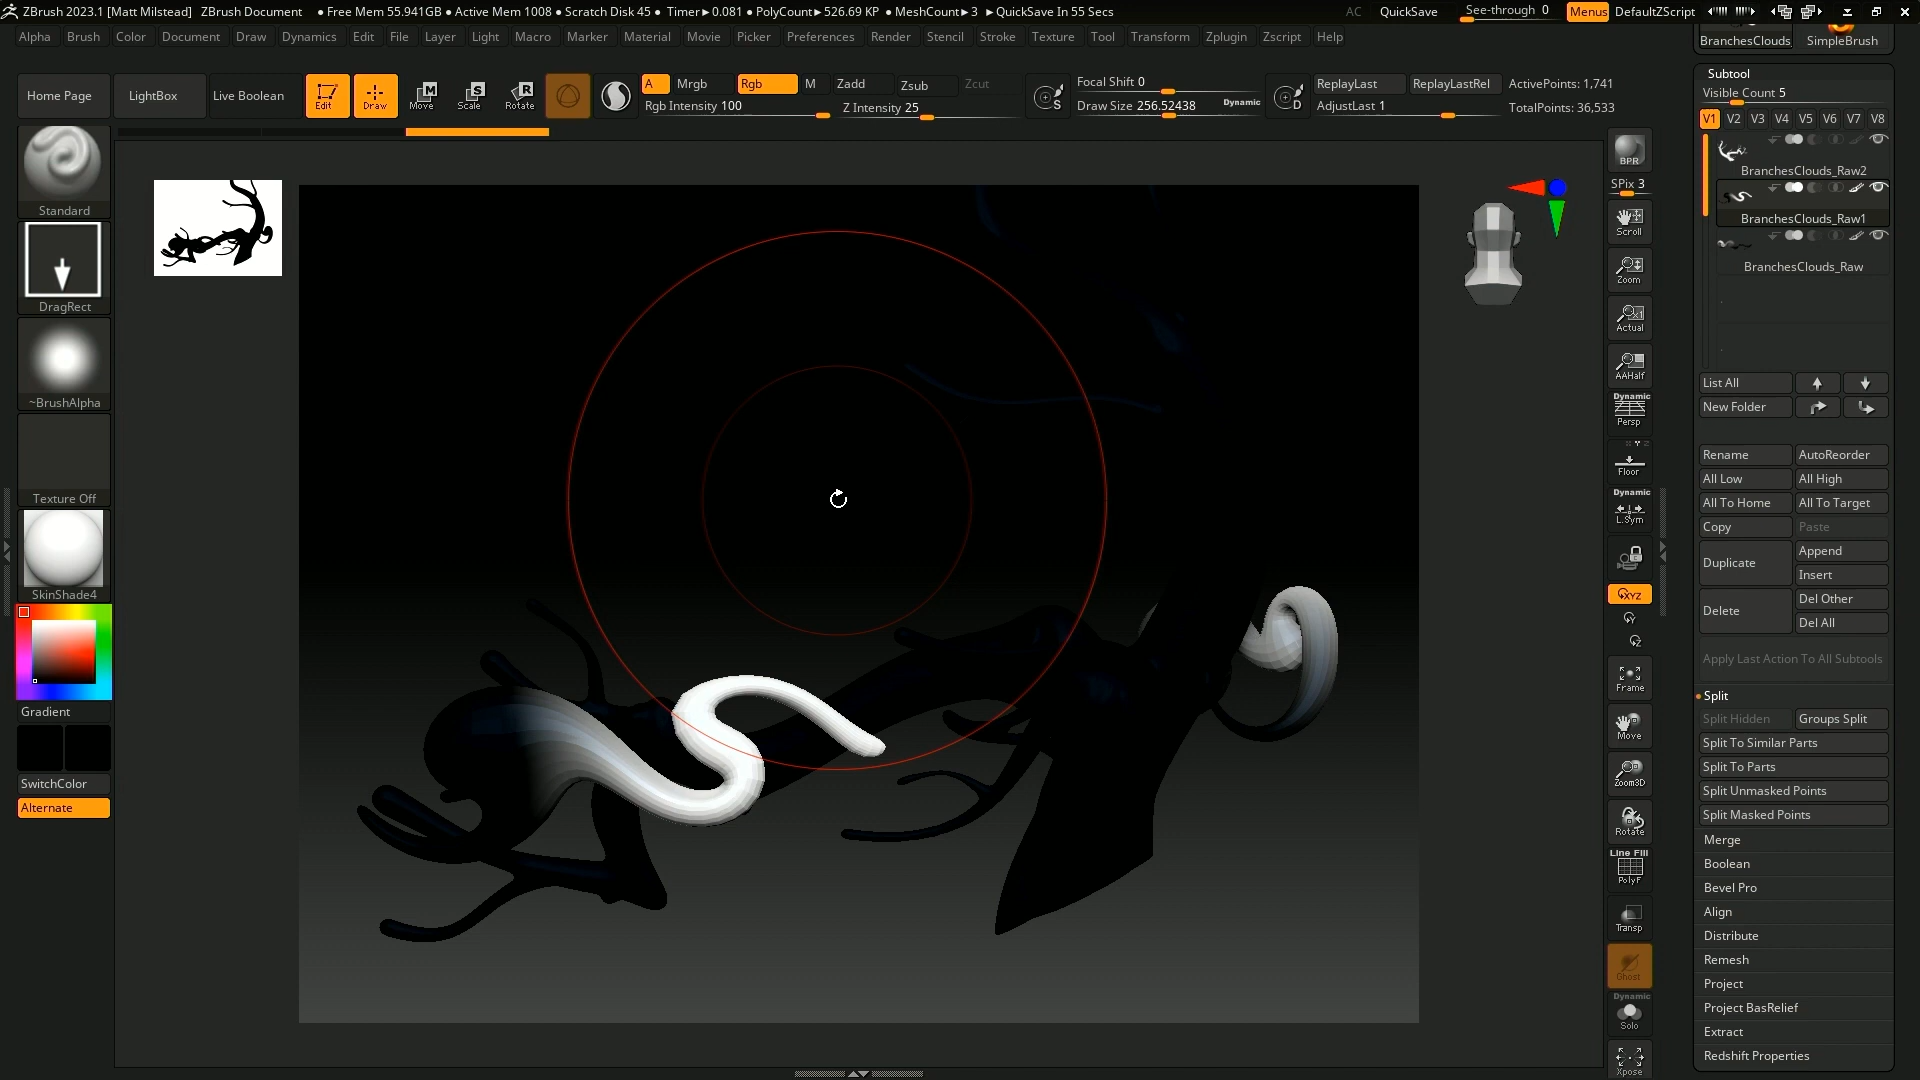 ZBrush 2023.1 [Matt Milstead] ZBrush Document ● Free Mem 55.941GB ● Active Mem 1008 ● Scratch Disk 45 ● Timer►0.081 ● PolyCount►526.69 KP ● MeshCount►3 ►QuickSave In 55 Secs AC QuickSave See-through 0 Menus DefaultZScript
Alpha Brush Color Document Draw Dynamics Edit File Layer Light Macro Marker Material Movie Picker Preferences Render Stencil Stroke Texture Tool Transform Zplugin Zscript Help
BranchesClouds SimpleBrush
Home Page LightBox Live Boolean Edit Draw Move Scale Rotate
A Mrgb Rgb M Zadd Zsub Zcut
Rgb Intensity 100 Z Intensity 25
Focal Shift 0
Draw Size 256.52438 Dynamic
ReplayLast ReplayLastRel ActivePoints: 1,741
AdjustLast 1 TotalPoints: 36,533
S
D
Standard
DragRect
~BrushAlpha
Texture Off
SkinShade4
Gradient
SwitchColor
Alternate
BPR
SPix 3
Scroll
Zoom
Actual
AAHalf
Dynamic
Persp
Floor
Dynamic
L.Sym
XYZ
Y
Z
Frame
Move
Zoom3D
Rotate
Line Fill
PolyF
Transp
Ghost
Dynamic
Solo
Xpose
Subtool
Visible Count 5
V1 V2 V3 V4 V5 V6 V7 V8
BranchesClouds_Raw2
BranchesClouds_Raw1
BranchesClouds_Raw
List All
New Folder
Rename AutoReorder
All Low All High
All To Home All To Target
Copy Paste
Duplicate Append
Insert
Delete Del Other
Del All
Apply Last Action To All Subtools
Split
Split Hidden Groups Split
Split To Similar Parts
Split To Parts
Split Unmasked Points
Split Masked Points
Merge
Boolean
Bevel Pro
Align
Distribute
Remesh
Project
Project BasRelief
Extract
Redshift Properties